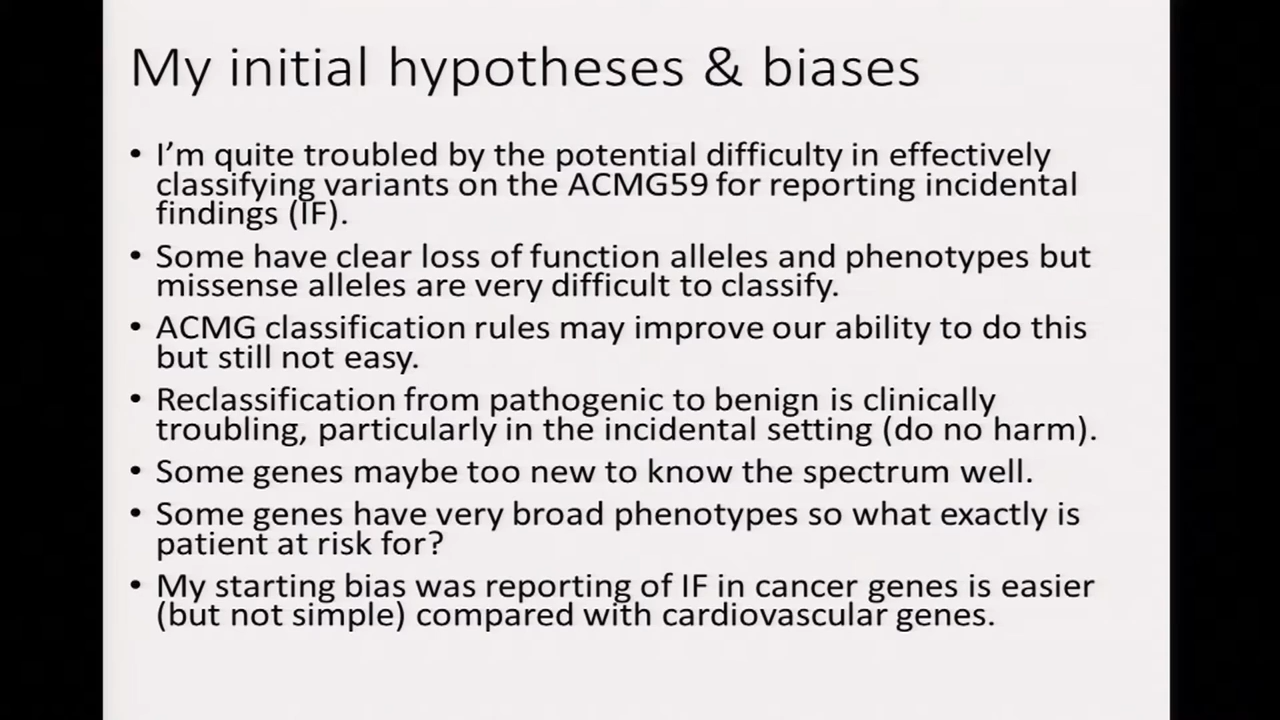 My initial hypotheses & biases
• I'm quite troubled by the potential difficulty in effectively
classifying variants on the ACMG59 for reporting incidental
findings (IF).
• Some have clear loss of function alleles and phenotypes but
missense alleles are very difficult to classify.
• ACMG classification rules may improve our ability to do this
but still not easy.
• Reclassification from pathogenic to benign is clinically
troubling, particularly in the incidental setting (do no harm).
• Some genes maybe too new to know the spectrum well.
• Some genes have very broad phenotypes so what exactly is
patient at risk for?
• My starting bias was reporting of IF in cancer genes is easier
(but not simple) compared with cardiovascular genes.